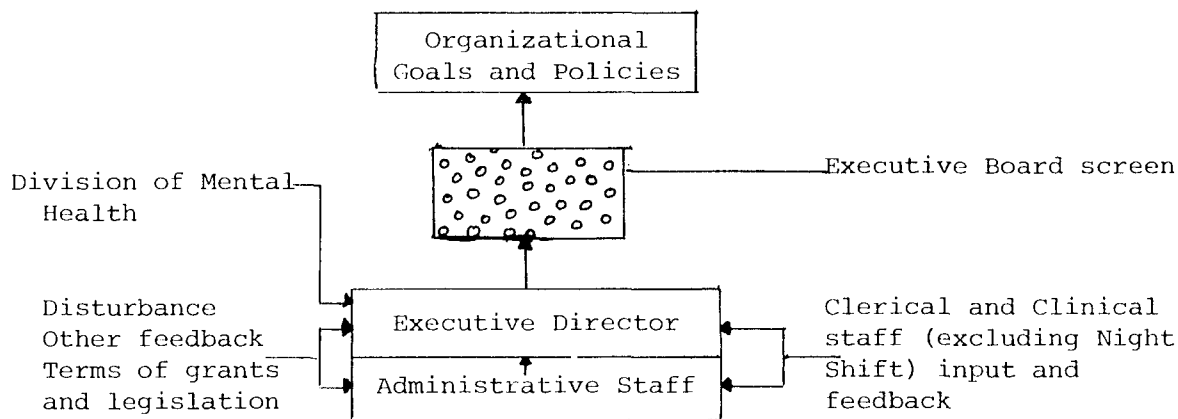 Organizational
Goals and Policies
Division of Mental
Health
Executive Board screen
Disturbance
Other feedback
Terms of grants
and legislation
Executive Director
Administrative Staff
Clerical and Clinical
staff (excluding Night
Shift) input and
feedback